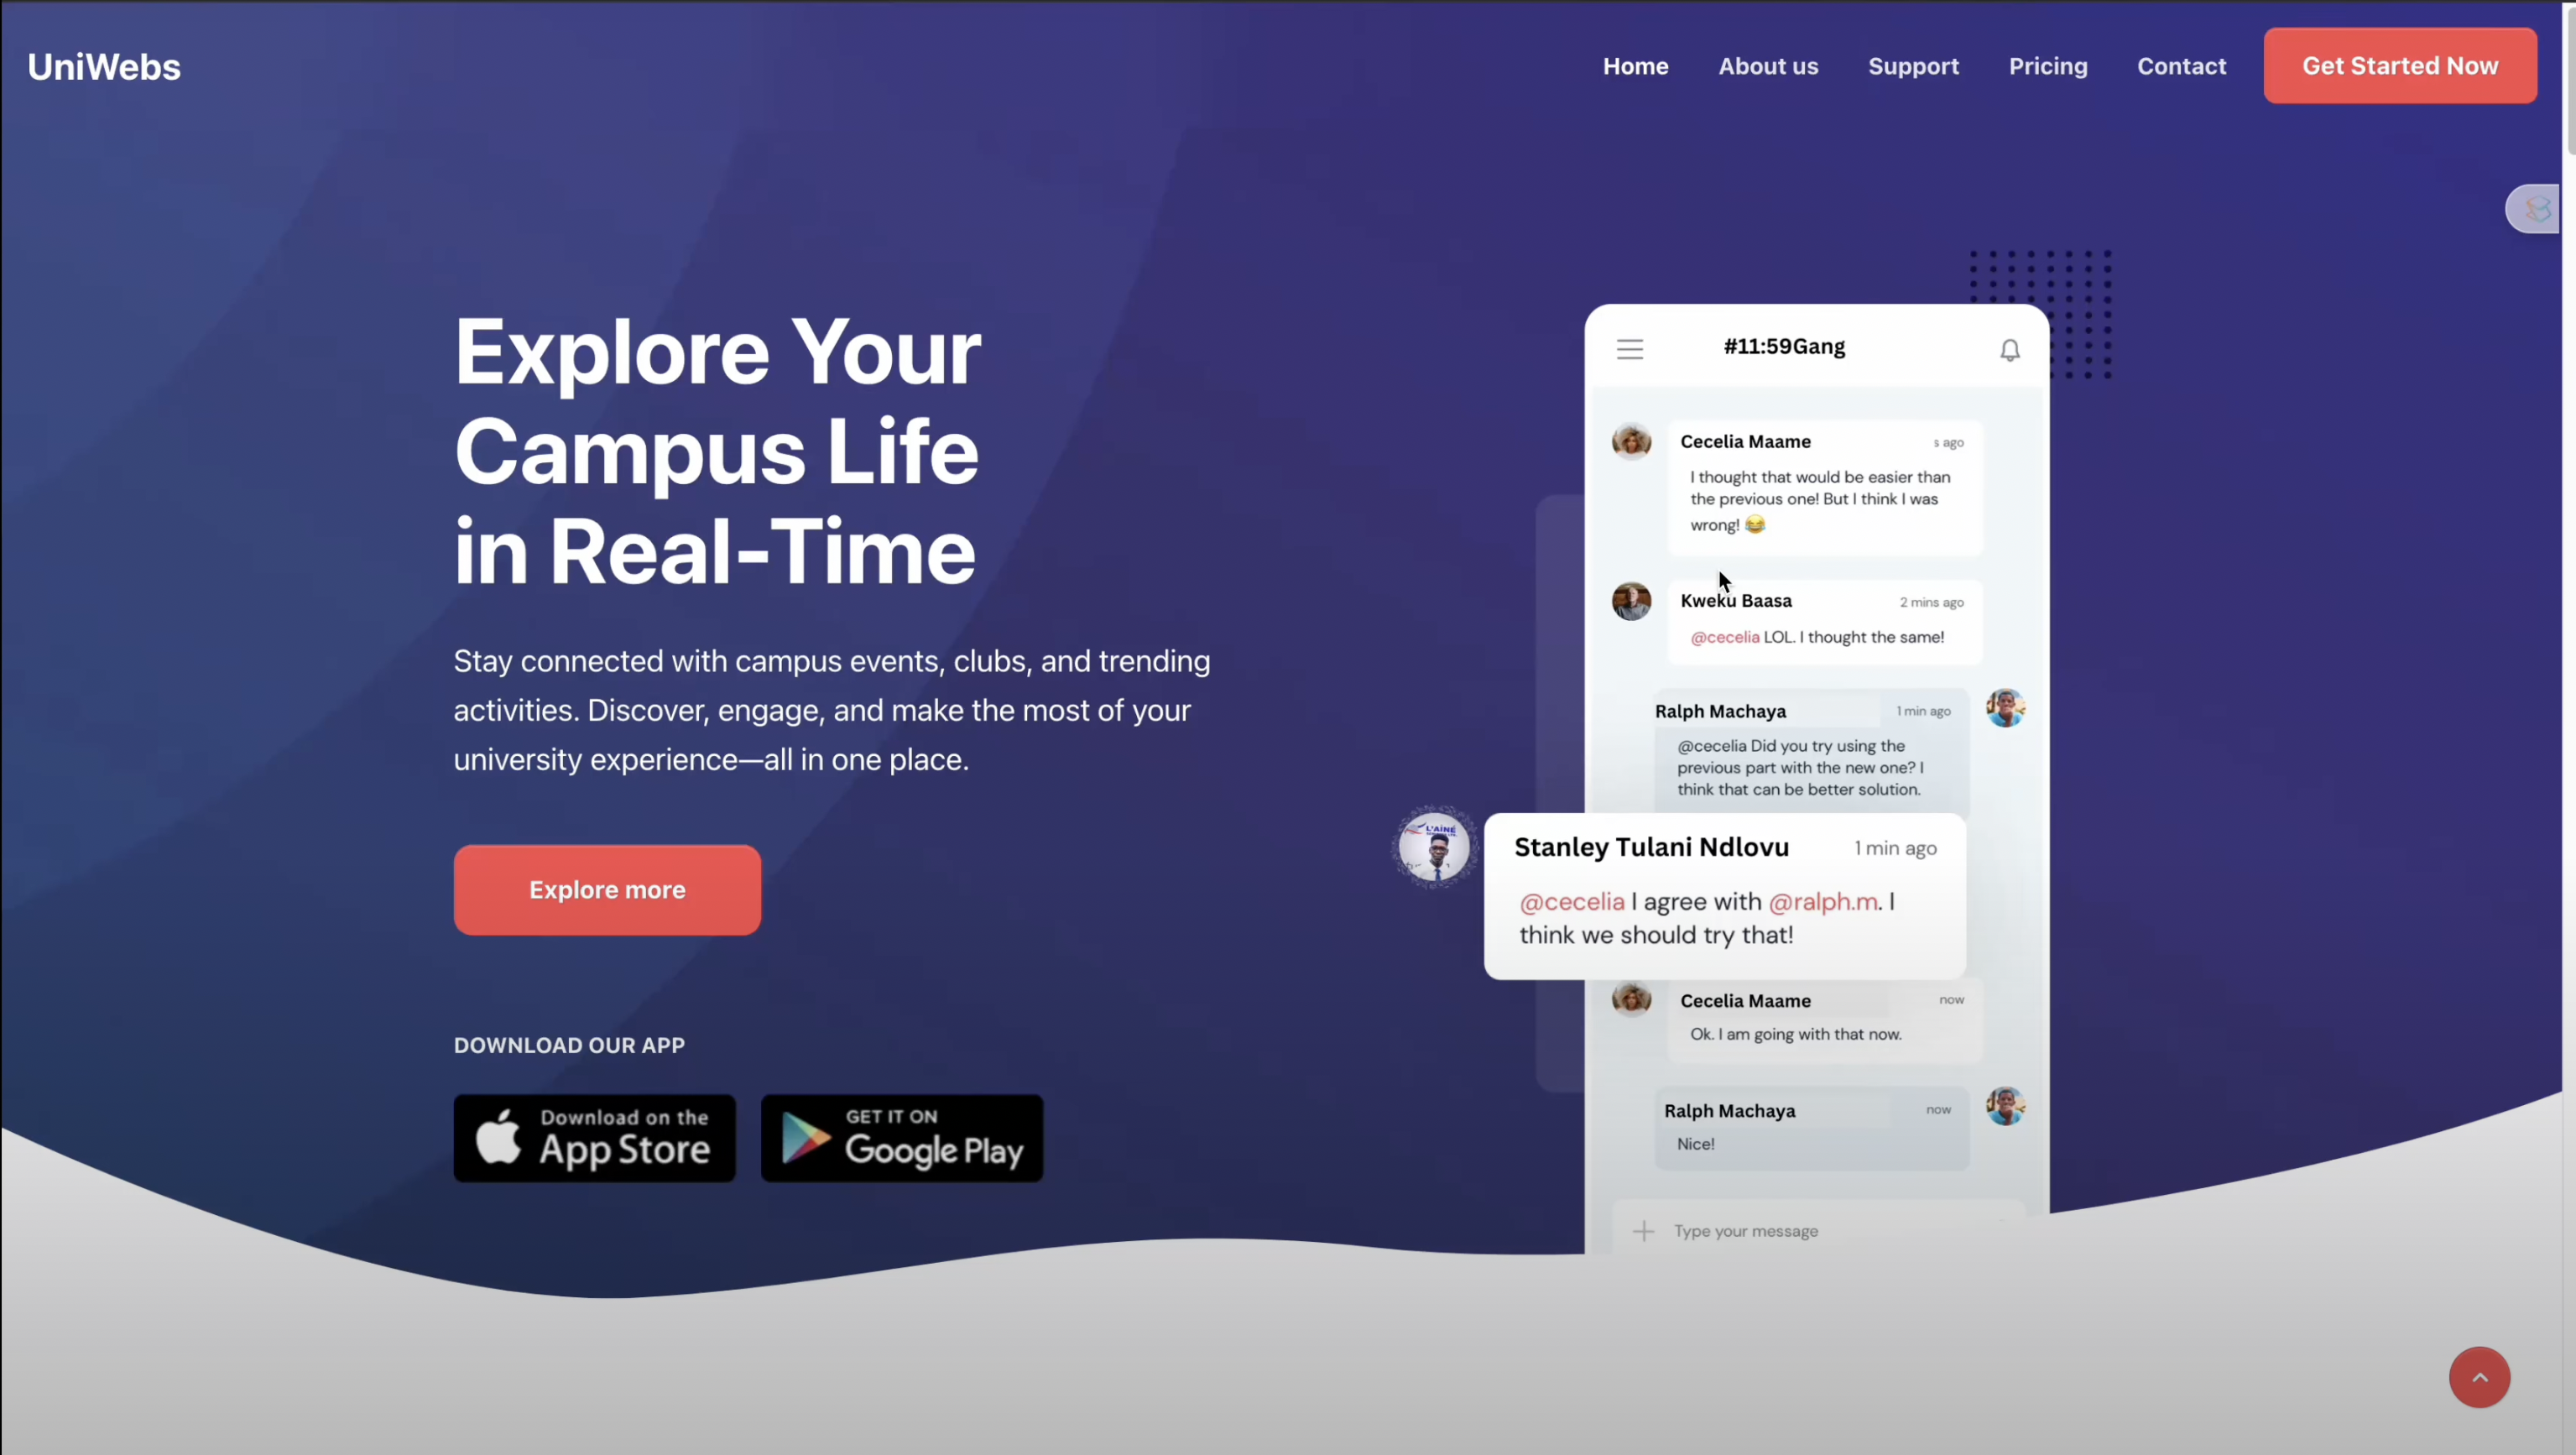 UniWebs
Home About us Support Pricing Contact Get Started Now
Explore Your
Campus Life
in Real-Time
Stay connected with campus events, clubs, and trending
activities. Discover, engage, and make the most of your
university experience—all in one place.
Explore more
DOWNLOAD OUR APP
Download on the
App Store
GET IT ON
Google Play
#11:59Gang
Cecelia Maame s ago
I thought that would be easier than
the previous one! But I think I was
wrong! 😂
Kweku Baasa 2 mins ago
@cecelia LOL. I thought the same!
Ralph Machaya 1 min ago
@cecelia Did you try using the
previous part with the new one? I
think that can be better solution.
L'AÎNÉ
Stanley Tulani Ndlovu 1 min ago
@cecelia I agree with @ralph.m. I
think we should try that!
Cecelia Maame now
Ok. I am going with that now.
Ralph Machaya now
Nice!
Type your message